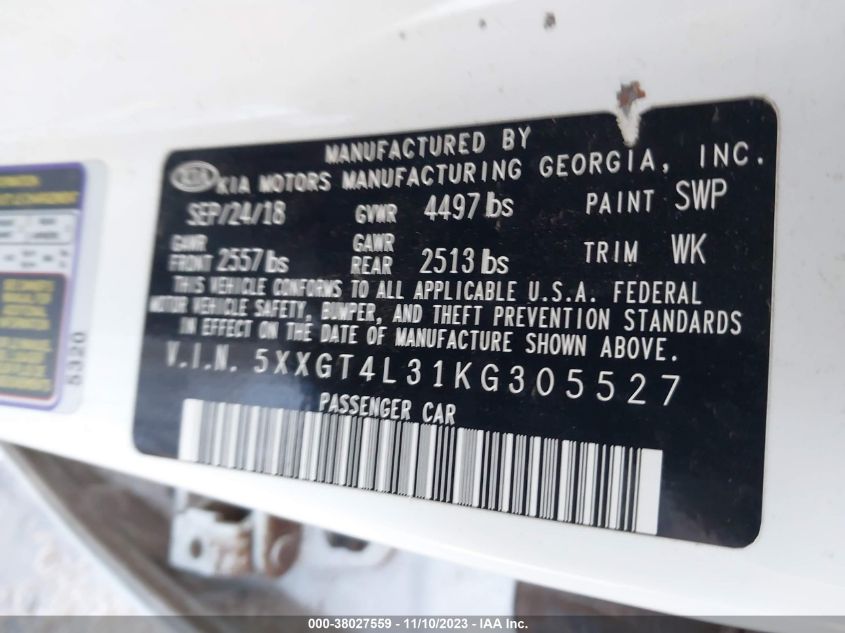 MANUFACTURED BY
KIA KIA MOTORS MANUFACTURING GEORGIA, INC.
SEP/24/18 GVWR 4497 lbs PAINT SWP
GAWR FRONT 2557 lbs GAWR REAR 2513 lbs TRIM WK
THIS VEHICLE CONFORMS TO ALL APPLICABLE U.S.A. FEDERAL
MOTOR VEHICLE SAFETY, BUMPER, AND THEFT PREVENTION STANDARDS
IN EFFECT ON THE DATE OF MANUFACTURE SHOWN ABOVE.
V.I.N. 5XXGT4L31KG305527
PASSENGER CAR
5320
000-38027559 - 11/10/2023 - IAA Inc.